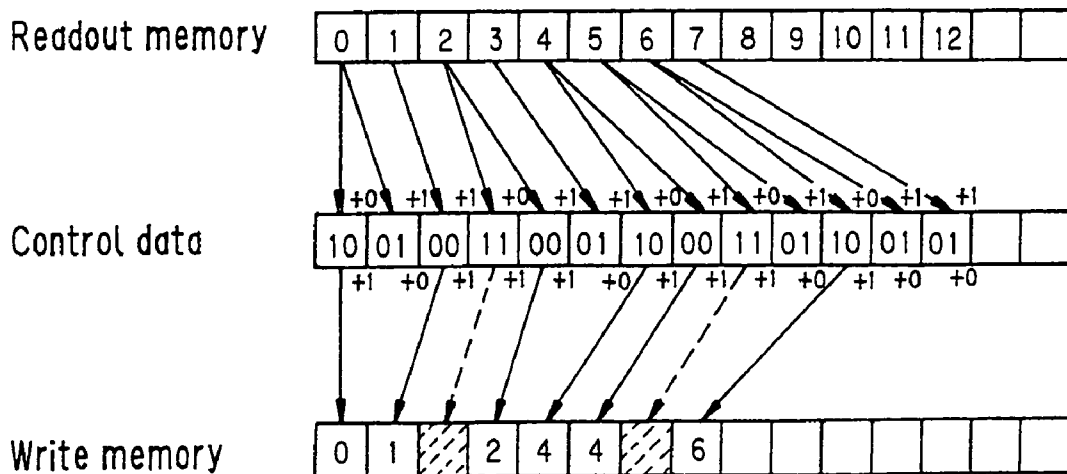 Readout memory 0 1 2 3 4 5 6 7 8 9 10 11 12
+0 +1 +0 +1 +1 +0 +1 +0 +1 +0 +1 +1
Control data 10 01 00 11 00 01 10 00 11 01 10 01 01
+1 +0 +1 +1 +1 +0 +1 +1 +1 +0 +1 +0 +0
Write memory 0 1 2 4 4 6